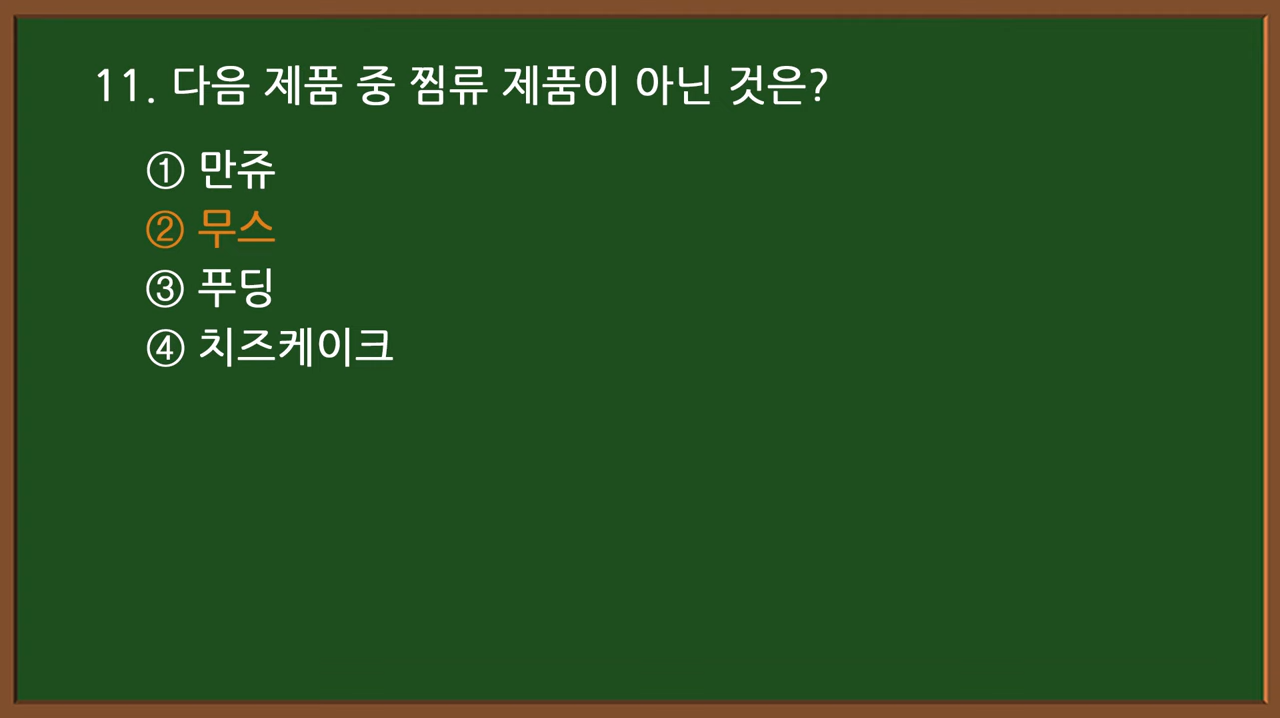 11. 다음 제품 중 찜류 제품이 아닌 것은?
① 만쥬
② 무스
③ 푸딩
④ 치즈케이크